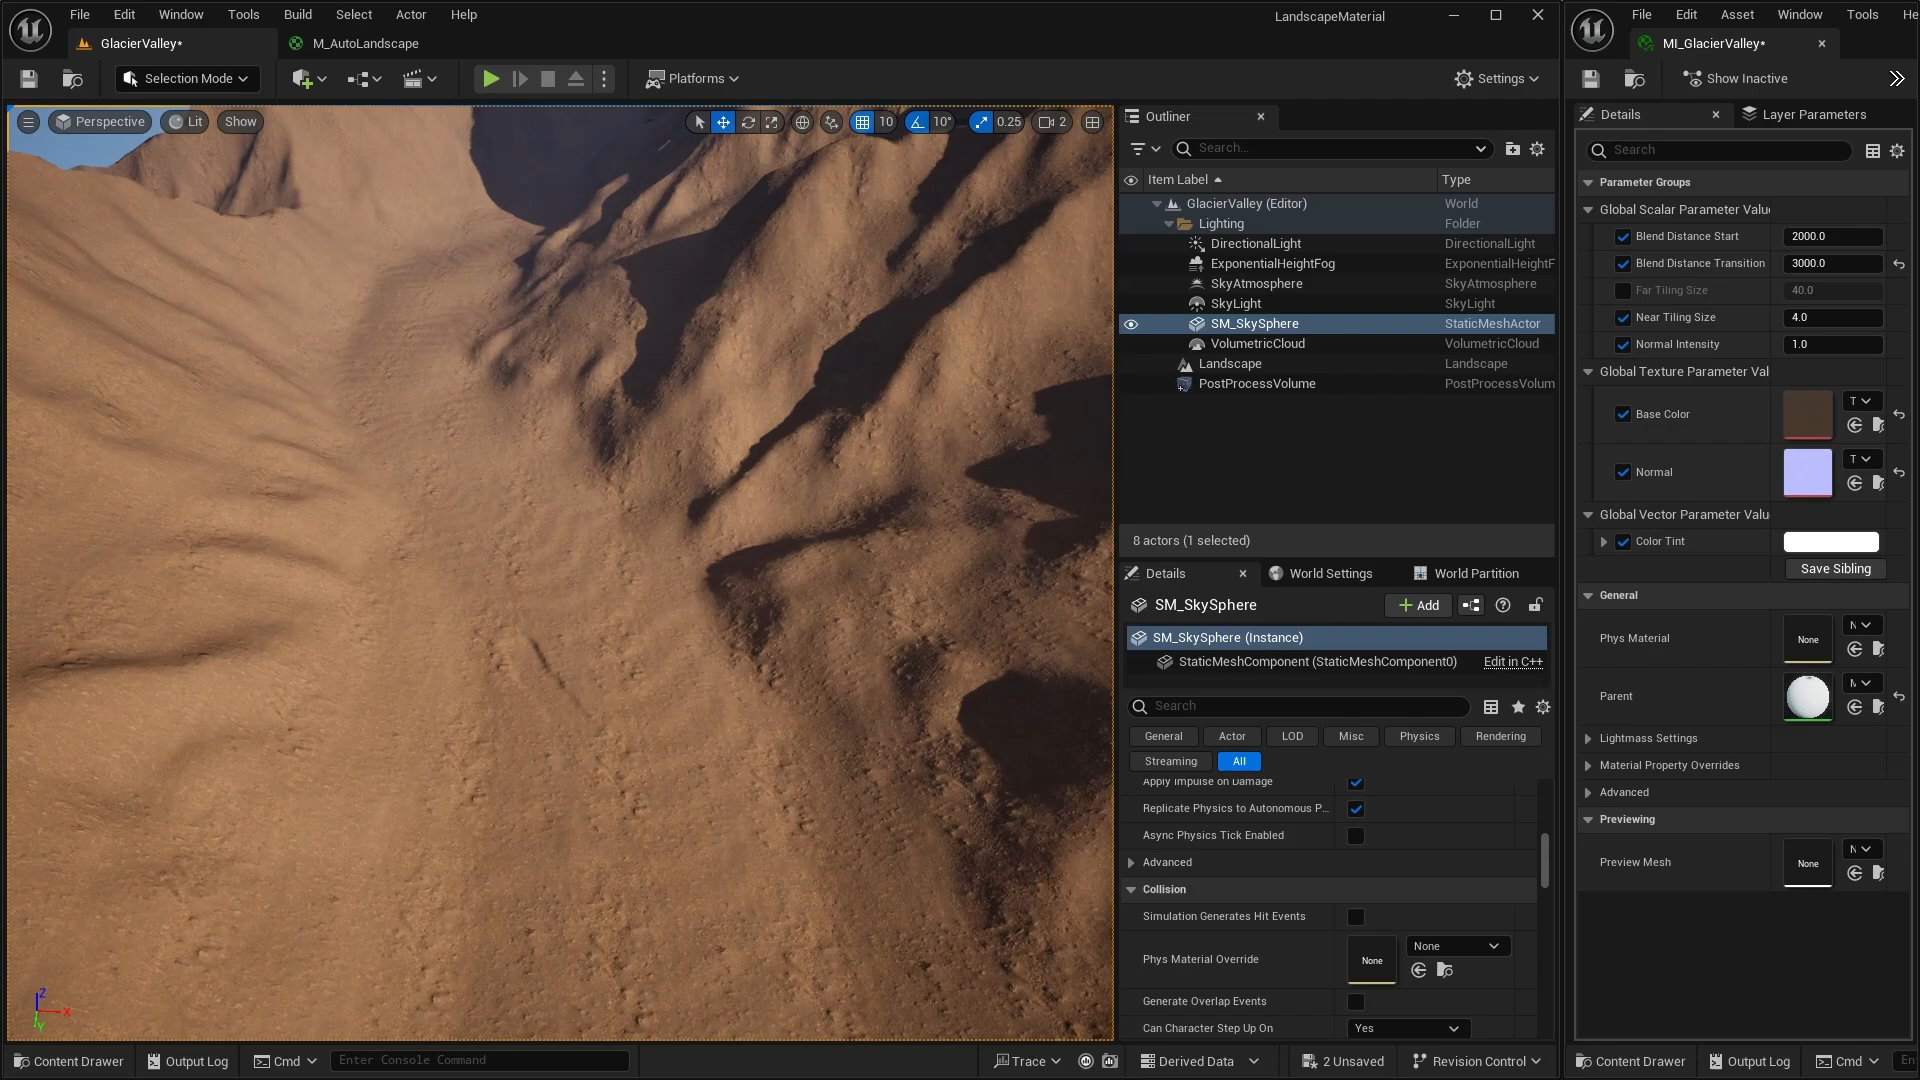 File Edit Window Tools Build Select Actor Help
LandscapeMaterial
GlacierValley*
M_AutoLandscape
Selection Mode
Platforms
Settings
Perspective
Lit
Show
10
10°
0.25
2
Outliner
Search...
Item Label
Type
GlacierValley (Editor)
World
Lighting
Folder
DirectionalLight
DirectionalLight
ExponentialHeightFog
ExponentialHeightF
SkyAtmosphere
SkyAtmosphere
SkyLight
SkyLight
SM_SkySphere
StaticMeshActor
VolumetricCloud
VolumetricCloud
Landscape
Landscape
PostProcessVolume
PostProcessVolum
8 actors (1 selected)
Details
World Settings
World Partition
SM_SkySphere
Add
SM_SkySphere (Instance)
StaticMeshComponent (StaticMeshComponent0)
Edit in C++
Search
General
Actor
LOD
Misc
Physics
Rendering
Streaming
All
Apply Impulse on Damage
Replicate Physics to Autonomous P...
Async Physics Tick Enabled
Advanced
Collision
Simulation Generates Hit Events
Phys Material Override
None
None
Generate Overlap Events
Can Character Step Up On
Yes
Z
X
Y
Content Drawer
Output Log
Cmd
Enter Console Command
Trace
Derived Data
2 Unsaved
Revision Control
File Edit Asset Window Tools He
MI_GlacierValley*
Show Inactive
Details
Layer Parameters
Search
Parameter Groups
Global Scalar Parameter Valu
Blend Distance Start
2000.0
Blend Distance Transition
3000.0
Far Tiling Size
40.0
Near Tiling Size
4.0
Normal Intensity
1.0
Global Texture Parameter Val
Base Color
T
Normal
T
Global Vector Parameter Valu
Color Tint
Save Sibling
General
Phys Material
None
N
Parent
M
Lightmass Settings
Material Property Overrides
Advanced
Previewing
Preview Mesh
None
N
Content Drawer
Output Log
Cmd
En